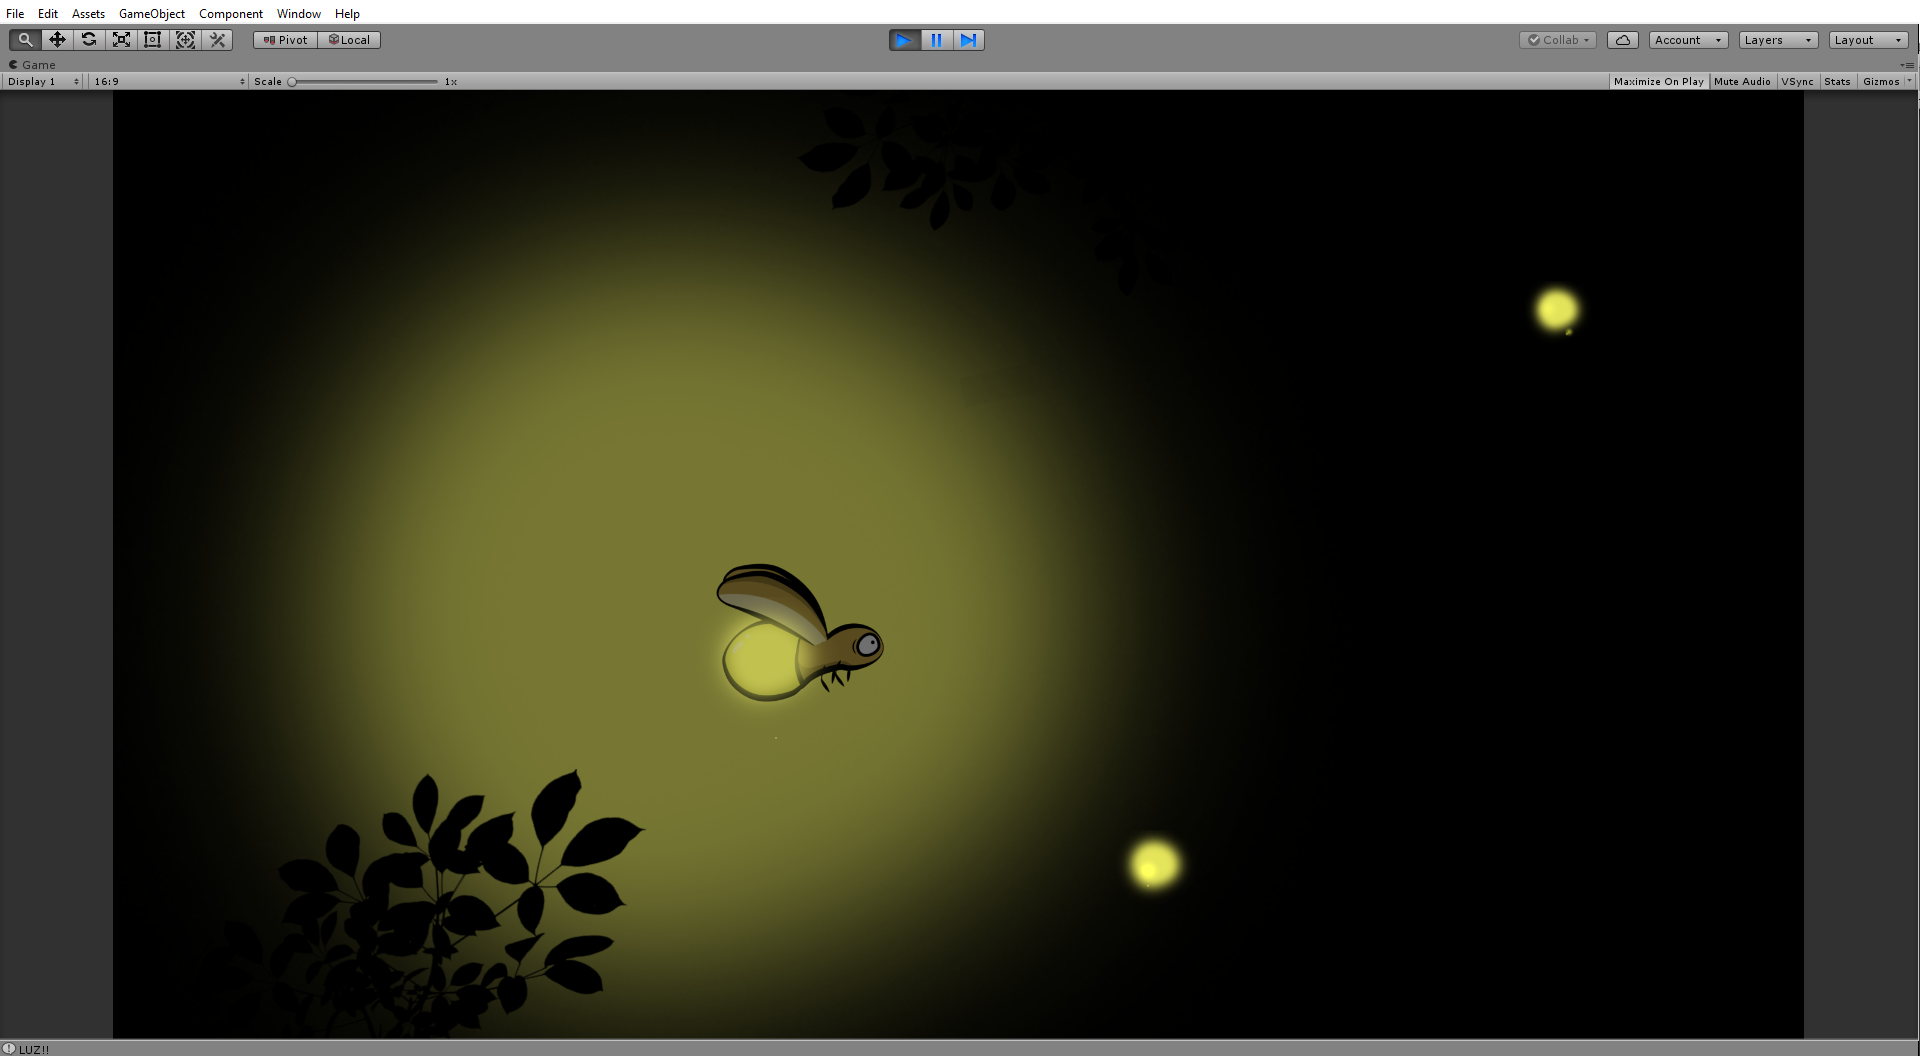 File Edit Assets GameObject Component Window Help
Pivot Local Collab Account Layers Layout
Game
Display 1 16:9 Scale 1x Maximize On Play Mute Audio VSync Stats Gizmos
LUZ!!